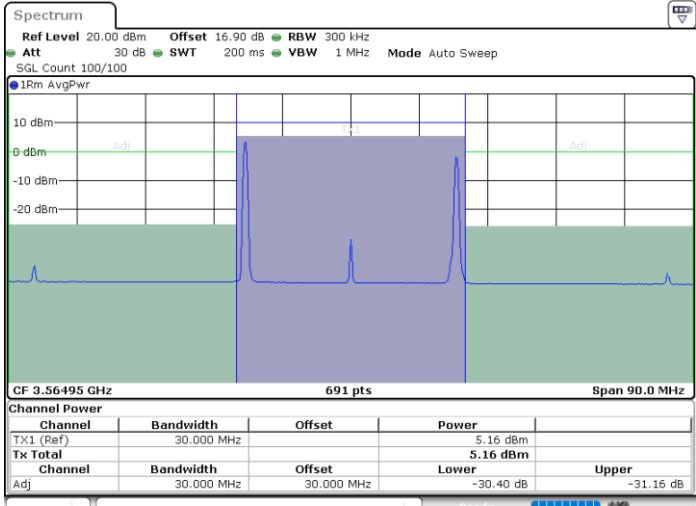 Spectrum
Ref Level 20.00 dBm Offset 16.90 dB RBW 300 kHz
Att 30 dB SWT 200 ms VBW 1 MHz Mode Auto Sweep
SGL Count 100/100
1Rm AvgPwr
10 dBm
TX1
Adj
0 dBm
Adj
-10 dBm
-20 dBm
CF 3.56495 GHz 691 pts Span 90.0 MHz
Channel Power
Channel Bandwidth Offset Power
TX1 (Ref) 30.000 MHz 5.16 dBm
Tx Total 5.16 dBm
Channel Bandwidth Offset Lower Upper
Adj 30.000 MHz 30.000 MHz -30.40 dB -31.16 dB